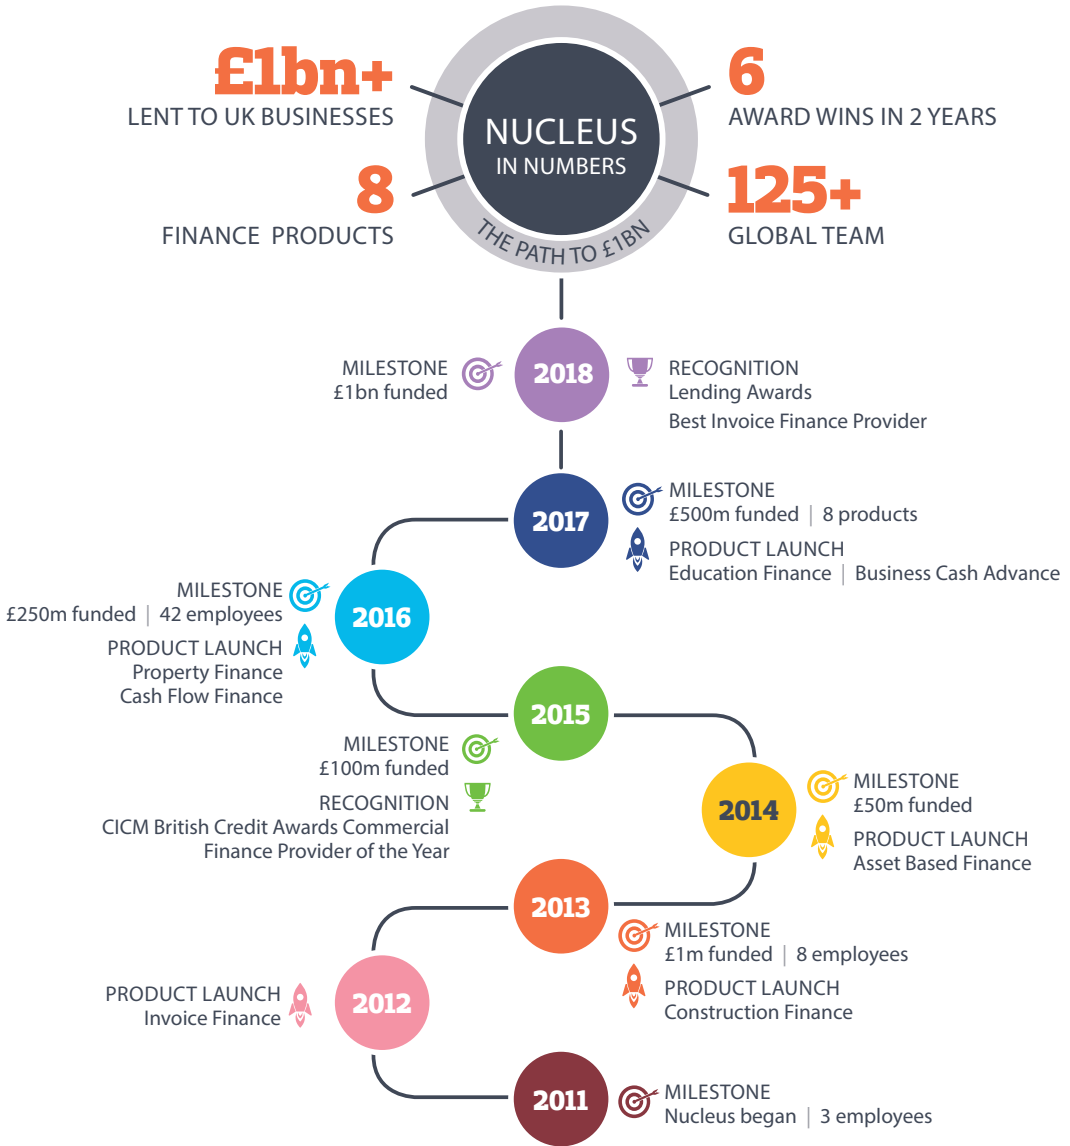 £1bn+
LENT TO UK BUSINESSES
8
FINANCE PRODUCTS
NUCLEUS
IN NUMBERS
THE PATH TO £1BN
6
AWARD WINS IN 2 YEARS
125+
GLOBAL TEAM
2018
MILESTONE
£1bn funded
RECOGNITION
Lending Awards
Best Invoice Finance Provider
2017
MILESTONE
£500m funded | 8 products
PRODUCT LAUNCH
Education Finance | Business Cash Advance
2016
MILESTONE
£250m funded | 42 employees
PRODUCT LAUNCH
Property Finance
Cash Flow Finance
2015
MILESTONE
£100m funded
RECOGNITION
CICM British Credit Awards Commercial
Finance Provider of the Year
2014
MILESTONE
£50m funded
PRODUCT LAUNCH
Asset Based Finance
2013
MILESTONE
£1m funded | 8 employees
PRODUCT LAUNCH
Construction Finance
2012
PRODUCT LAUNCH
Invoice Finance
2011
MILESTONE
Nucleus began | 3 employees